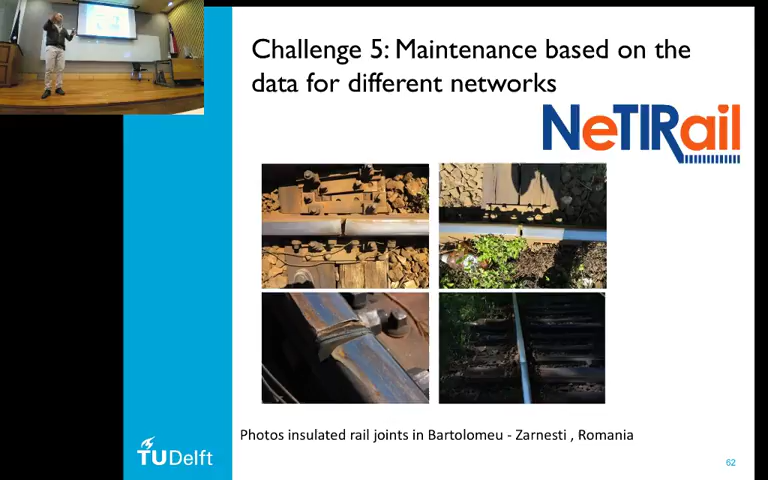 Challenge 5: Maintenance based on the
data for different networks
NeTIRail
Photos insulated rail joints in Bartolomeu - Zarnesti , Romania
TUDelft
62